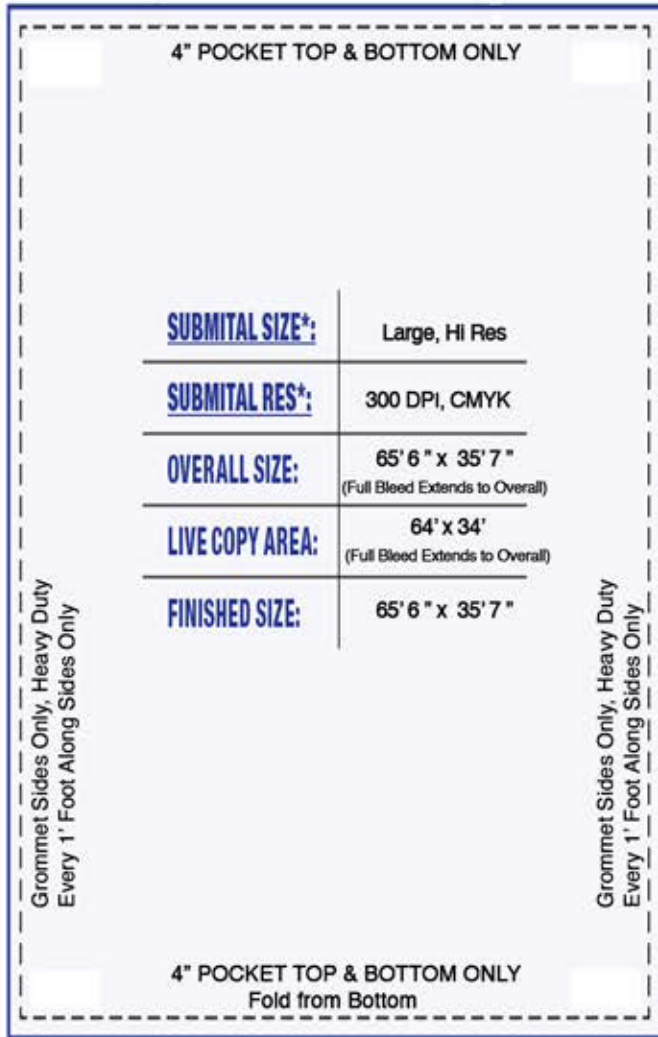 4" POCKET TOP & BOTTOM ONLY
SUBMITAL SIZE*:
Large, Hi Res
SUBMITAL RES*:
300 DPI, CMYK
OVERALL SIZE:
65' 6 " x 35' 7 "
(Full Bleed Extends to Overall)
LIVE COPY AREA:
64' x 34'
(Full Bleed Extends to Overall)
FINISHED SIZE:
65' 6 " x 35' 7 "
Grommet Sides Only, Heavy Duty
Every 1' Foot Along Sides Only
Grommet Sides Only, Heavy Duty
Every 1' Foot Along Sides Only
4" POCKET TOP & BOTTOM ONLY
Fold from Bottom